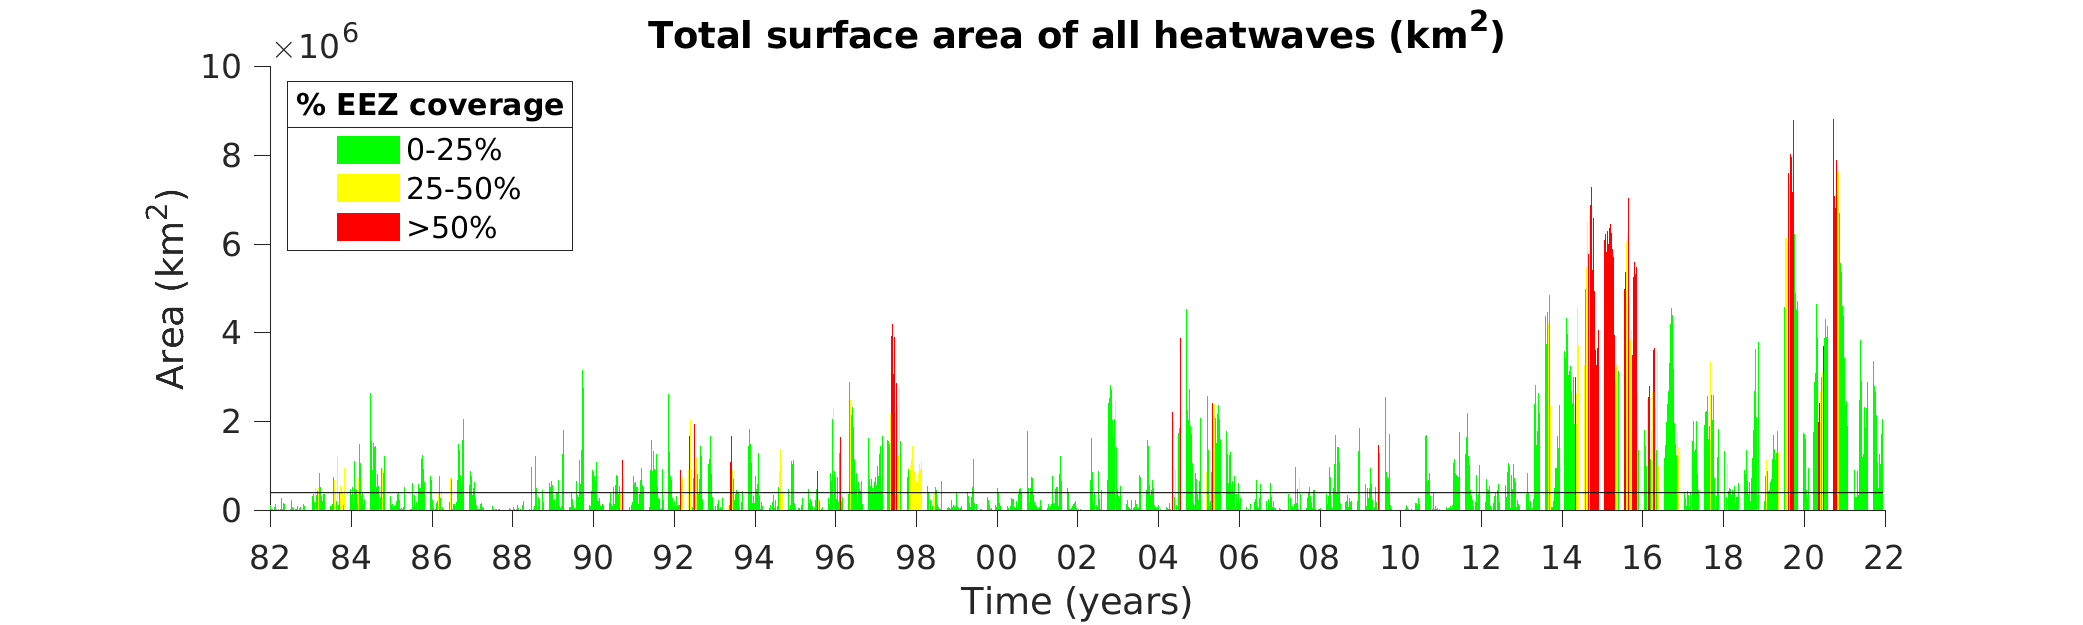 Total surface area of all heatwaves (km²)
×10⁶
10
8
6
4
2
0
Area (km²)
% EEZ coverage
0-25%
25-50%
>50%
82 84 86 88 90 92 94 96 98 00 02 04 06 08 10 12 14 16 18 20 22
Time (years)